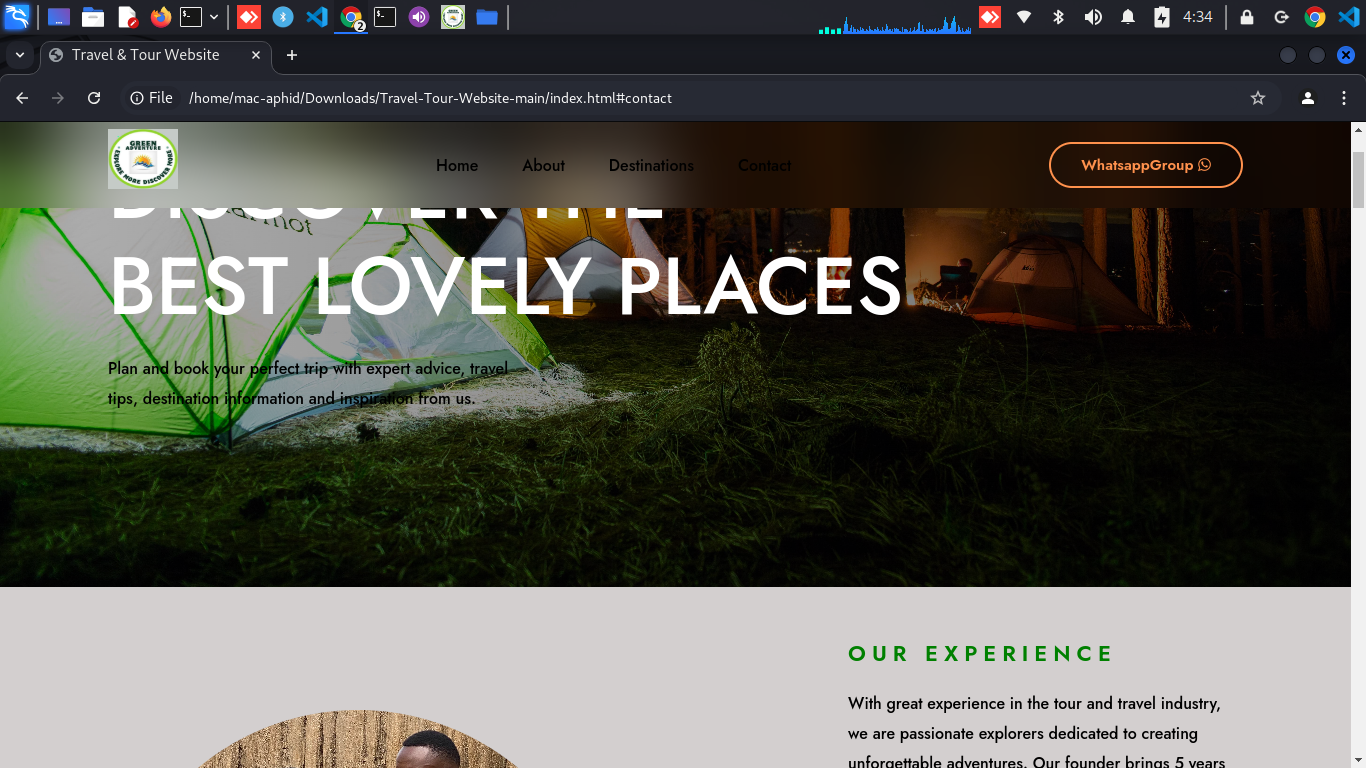 4:34
Travel & Tour Website
File
/home/mac-aphid/Downloads/Travel-Tour-Website-main/index.html#contact
GREEN
ADVENTURE
EXPLORE MORE DISCOVER MORE
Home
About
Destinations
Contact
WhatsappGroup
DISCOVER THE
BEST LOVELY PLACES
Plan and book your perfect trip with expert advice, travel
tips, destination information and inspiration from us.
OUR EXPERIENCE
With great experience in the tour and travel industry,
we are passionate explorers dedicated to creating
unforgettable adventures. Our founder brings 5 years